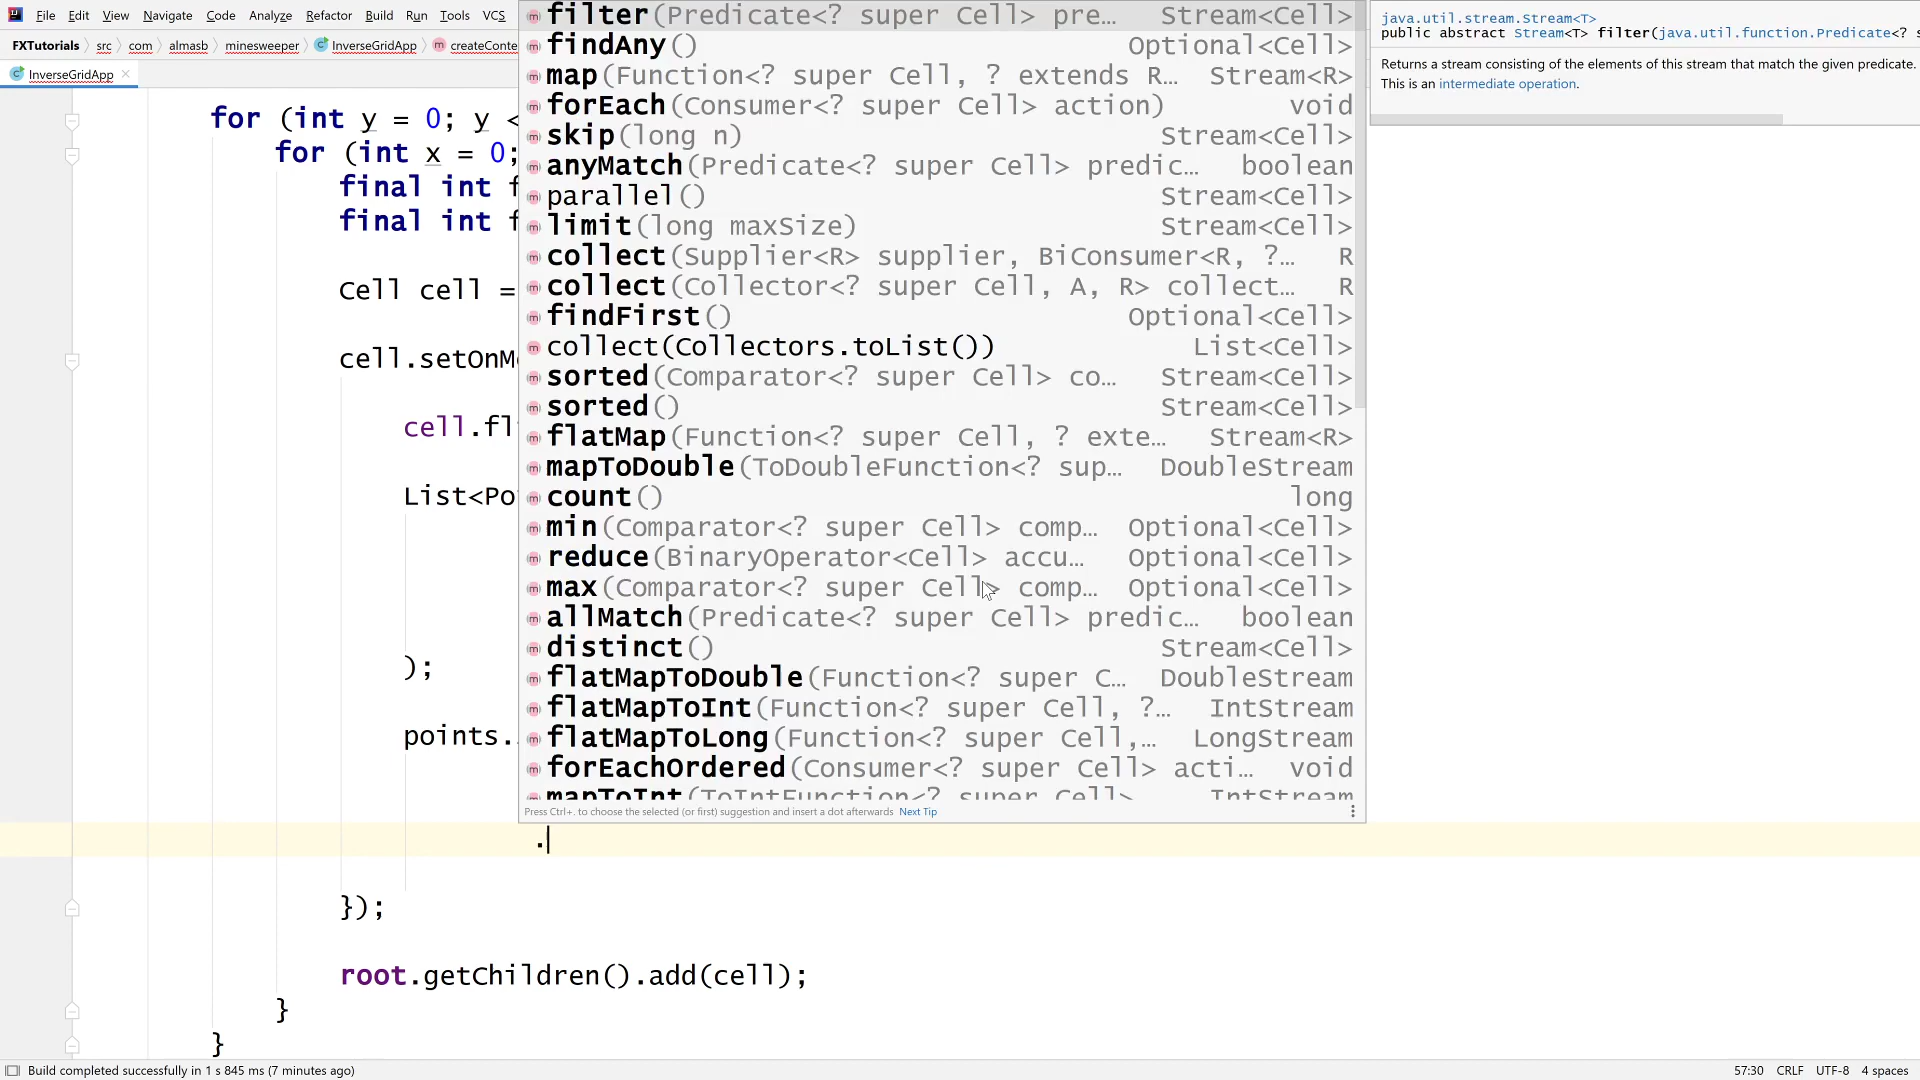 File Edit View Navigate Code Analyze Refactor Build Run Tools VCS
FXTutorials src com almasb minesweeper InverseGridApp createConte
InverseGridApp
for (int y = 0; y <
for (int x = 0;
final int f
final int f
Cell cell =
cell.setOnMo
cell.fl
List<Po
);
points.
.
});
root.getChildren().add(cell);
}
}
filter(Predicate<? super Cell> pre… Stream<Cell>
findAny() Optional<Cell>
map(Function<? super Cell, ? extends R… Stream<R>
forEach(Consumer<? super Cell> action) void
skip(long n) Stream<Cell>
anyMatch(Predicate<? super Cell> predic… boolean
parallel() Stream<Cell>
limit(long maxSize) Stream<Cell>
collect(Supplier<R> supplier, BiConsumer<R, ?… R
collect(Collector<? super Cell, A, R> collect… R
findFirst() Optional<Cell>
collect(Collectors.toList()) List<Cell>
sorted(Comparator<? super Cell> co… Stream<Cell>
sorted() Stream<Cell>
flatMap(Function<? super Cell, ? exte… Stream<R>
mapToDouble(ToDoubleFunction<? sup… DoubleStream
count() long
min(Comparator<? super Cell> comp… Optional<Cell>
reduce(BinaryOperator<Cell> accu… Optional<Cell>
max(Comparator<? super Cell> comp… Optional<Cell>
allMatch(Predicate<? super Cell> predic… boolean
distinct() Stream<Cell>
flatMapToDouble(Function<? super C… DoubleStream
flatMapToInt(Function<? super Cell, ?… IntStream
flatMapToLong(Function<? super Cell,… LongStream
forEachOrdered(Consumer<? super Cell> acti… void
mapToInt(ToIntFunction<? super Cell> IntStream
Press Ctrl+. to choose the selected (or first) suggestion and insert a dot afterwards Next Tip
java.util.stream.Stream<T>
public abstract Stream<T> filter(java.util.function.Predicate<? s
Returns a stream consisting of the elements of this stream that match the given predicate.
This is an intermediate operation.
Build completed successfully in 1 s 845 ms (7 minutes ago) 57:30 CRLF UTF-8 4 spaces